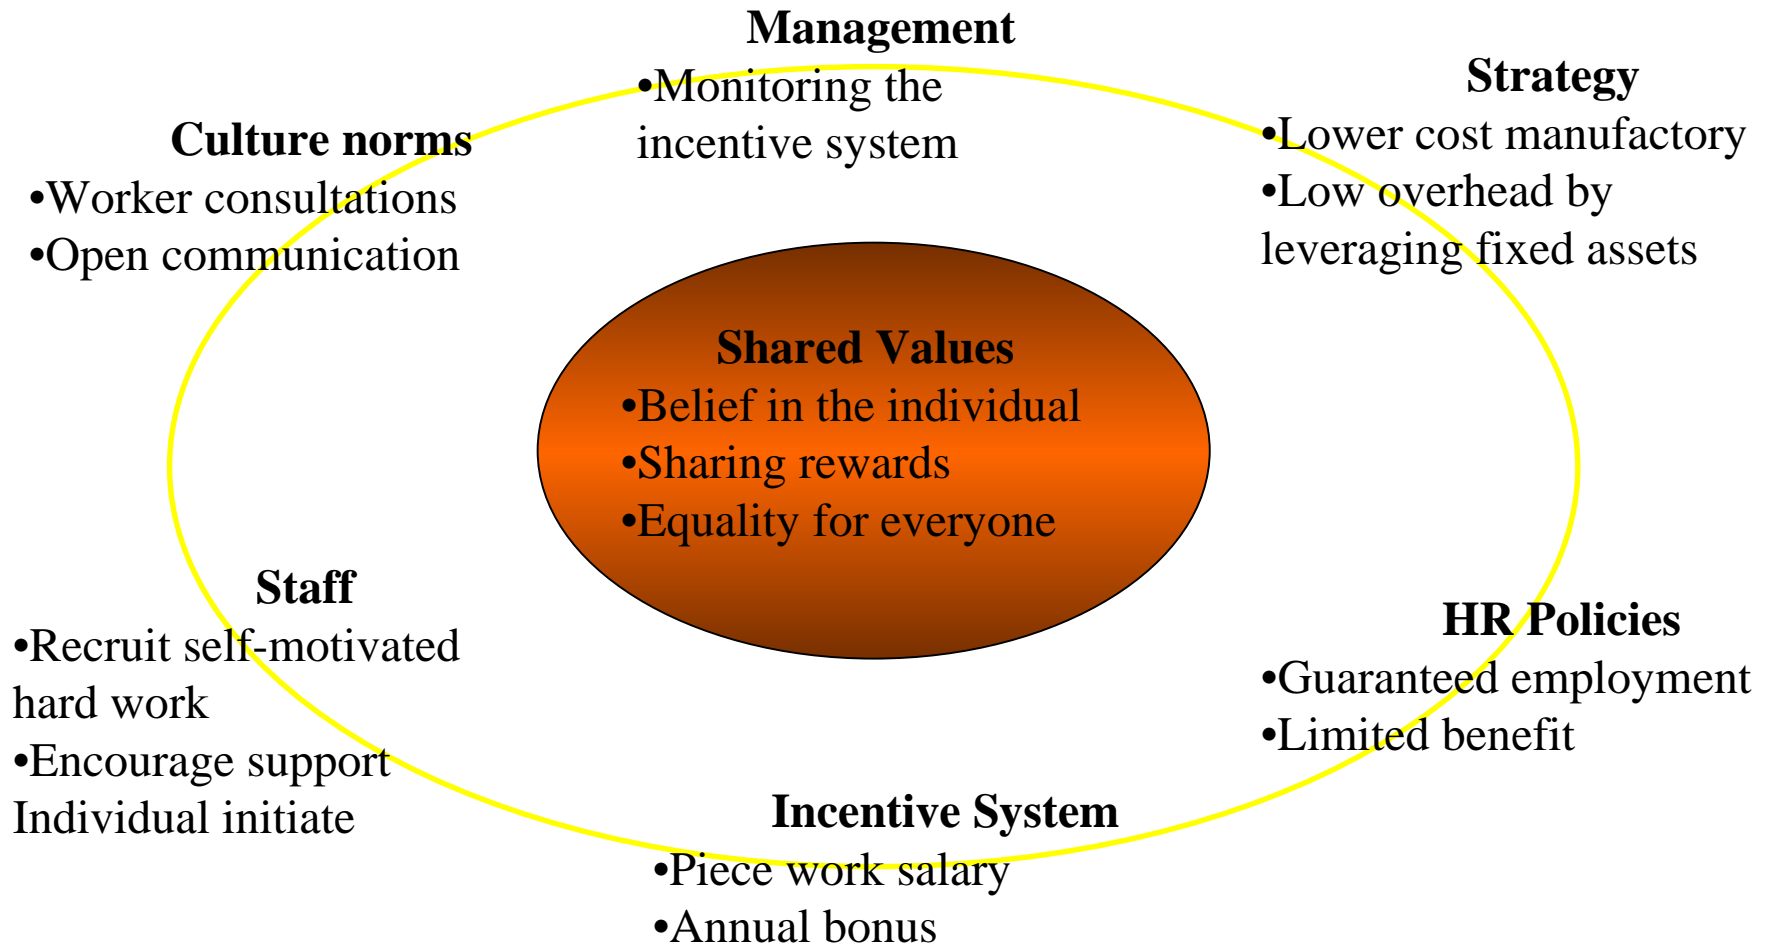 Management
•Monitoring the
incentive system
Strategy
•Lower cost manufactory
•Low overhead by
leveraging fixed assets
Culture norms
•Worker consultations
•Open communication
Shared Values
•Belief in the individual
•Sharing rewards
•Equality for everyone
Staff
•Recruit self-motivated
hard work
•Encourage support
Individual initiate
HR Policies
•Guaranteed employment
•Limited benefit
Incentive System
•Piece work salary
•Annual bonus